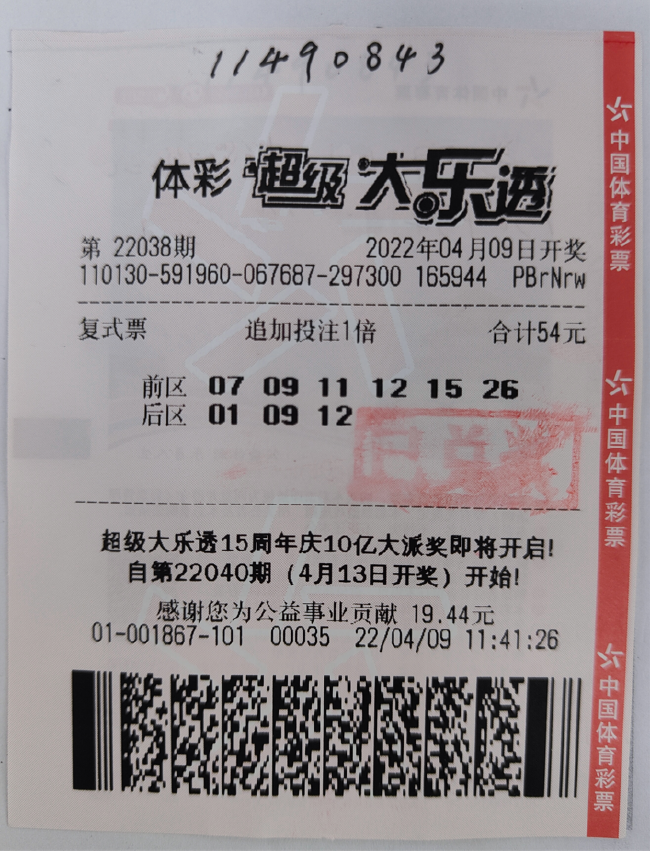 11490843
体彩 超级大乐透
第 22038期 2022年04月09日开奖
110130-591960-067687-297300 165944 PBrNrw
复式票 追加投注1倍 合计54元
前区 07 09 11 12 15 26
后区 01 09 12
超级大乐透15周年庆10亿大派奖即将开启!
自第22040期（4月13日开奖）开始!
感谢您为公益事业贡献 19.44元
01-001867-101 00035 22/04/09 11:41:26
中国体育彩票
中国体育彩票
中国体育彩票